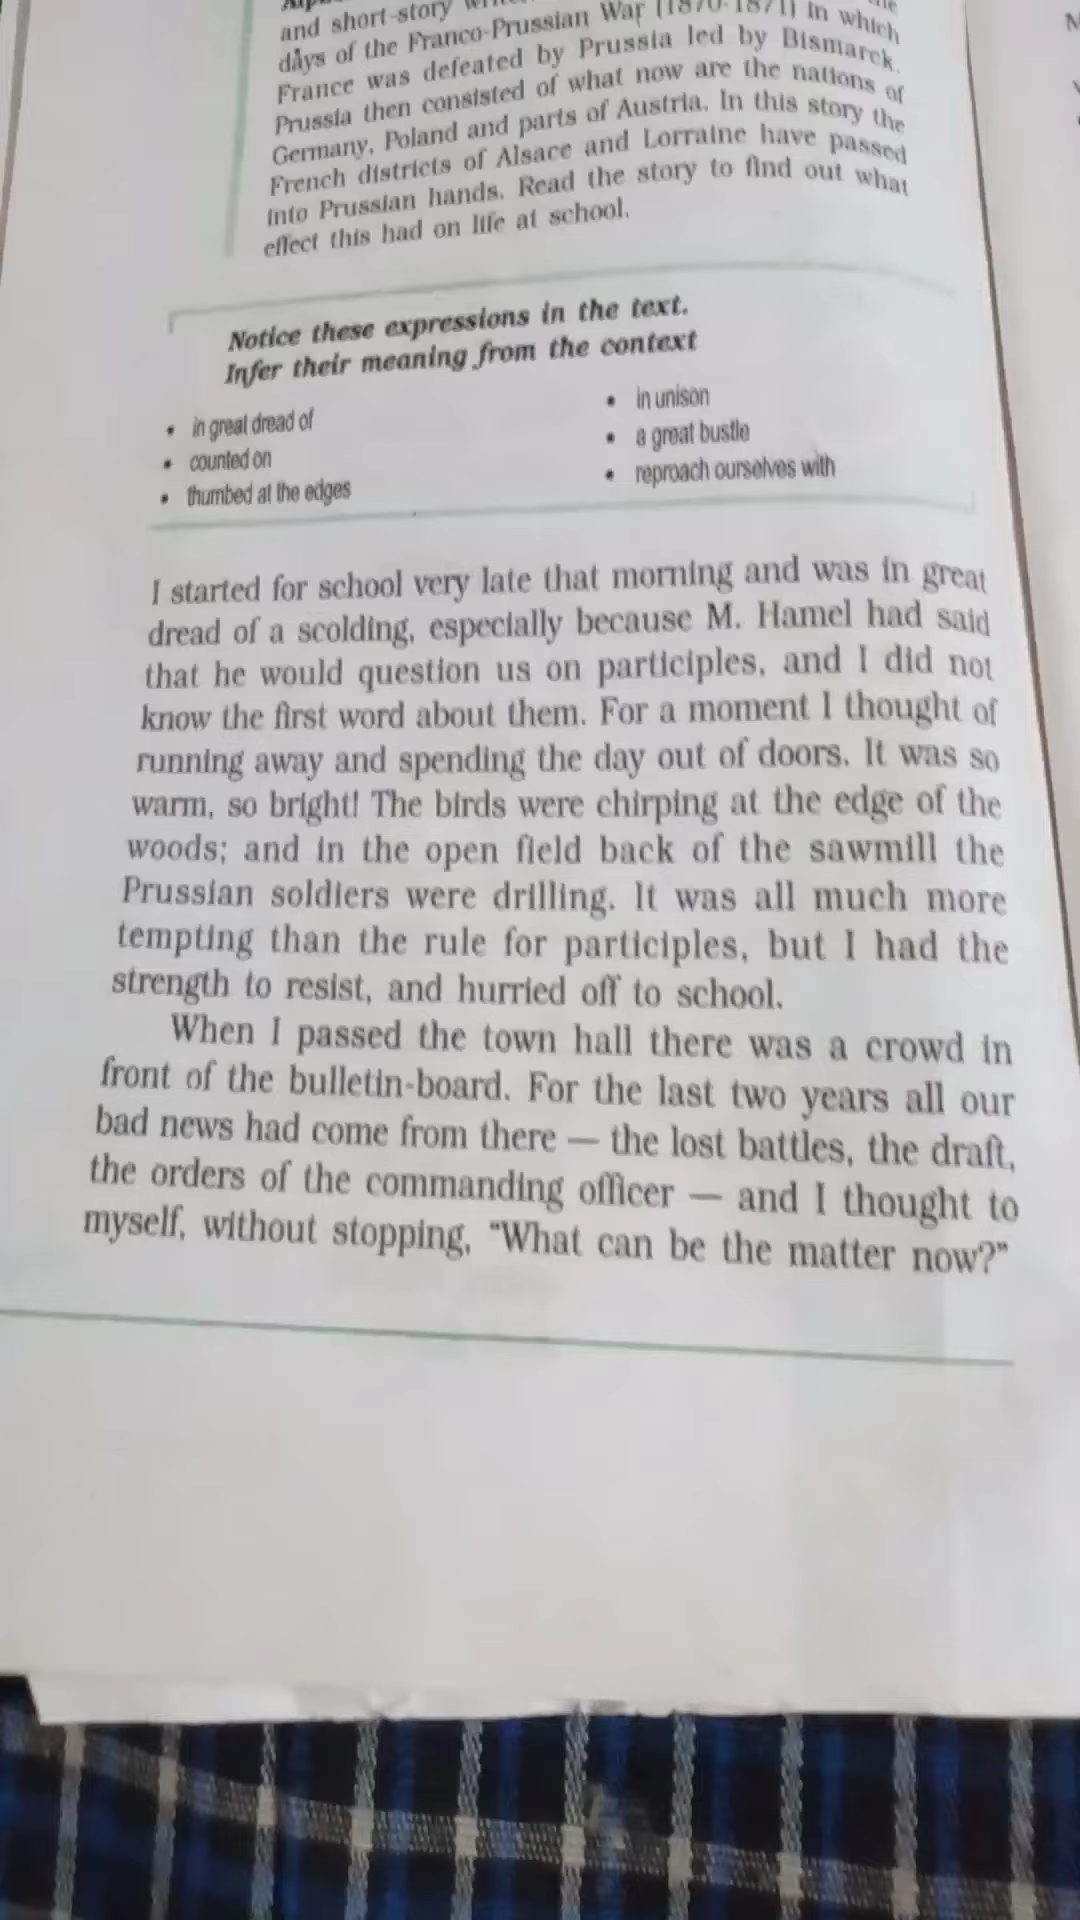 and short-story
days of the Franco-Prussian War (1870-1871) in which
France was defeated by Prussia led by Bismarck.
Prussia then consisted of what now are the nations of
Germany, Poland and parts of Austria. In this story the
French districts of Alsace and Lorraine have passed
into Prussian hands. Read the story to find out what
effect this had on life at school.
Notice these expressions in the text.
Infer their meaning from the context
• in great dread of
• counted on
• thumbed at the edges
• in unison
• a great bustle
• reproach ourselves with
I started for school very late that morning and was in great
dread of a scolding, especially because M. Hamel had said
that he would question us on participles, and I did not
know the first word about them. For a moment I thought of
running away and spending the day out of doors. It was so
warm, so bright! The birds were chirping at the edge of the
woods; and in the open field back of the sawmill the
Prussian soldiers were drilling. It was all much more
tempting than the rule for participles, but I had the
strength to resist, and hurried off to school.
When I passed the town hall there was a crowd in
front of the bulletin-board. For the last two years all our
bad news had come from there — the lost battles, the draft,
the orders of the commanding officer — and I thought to
myself, without stopping, “What can be the matter now?”